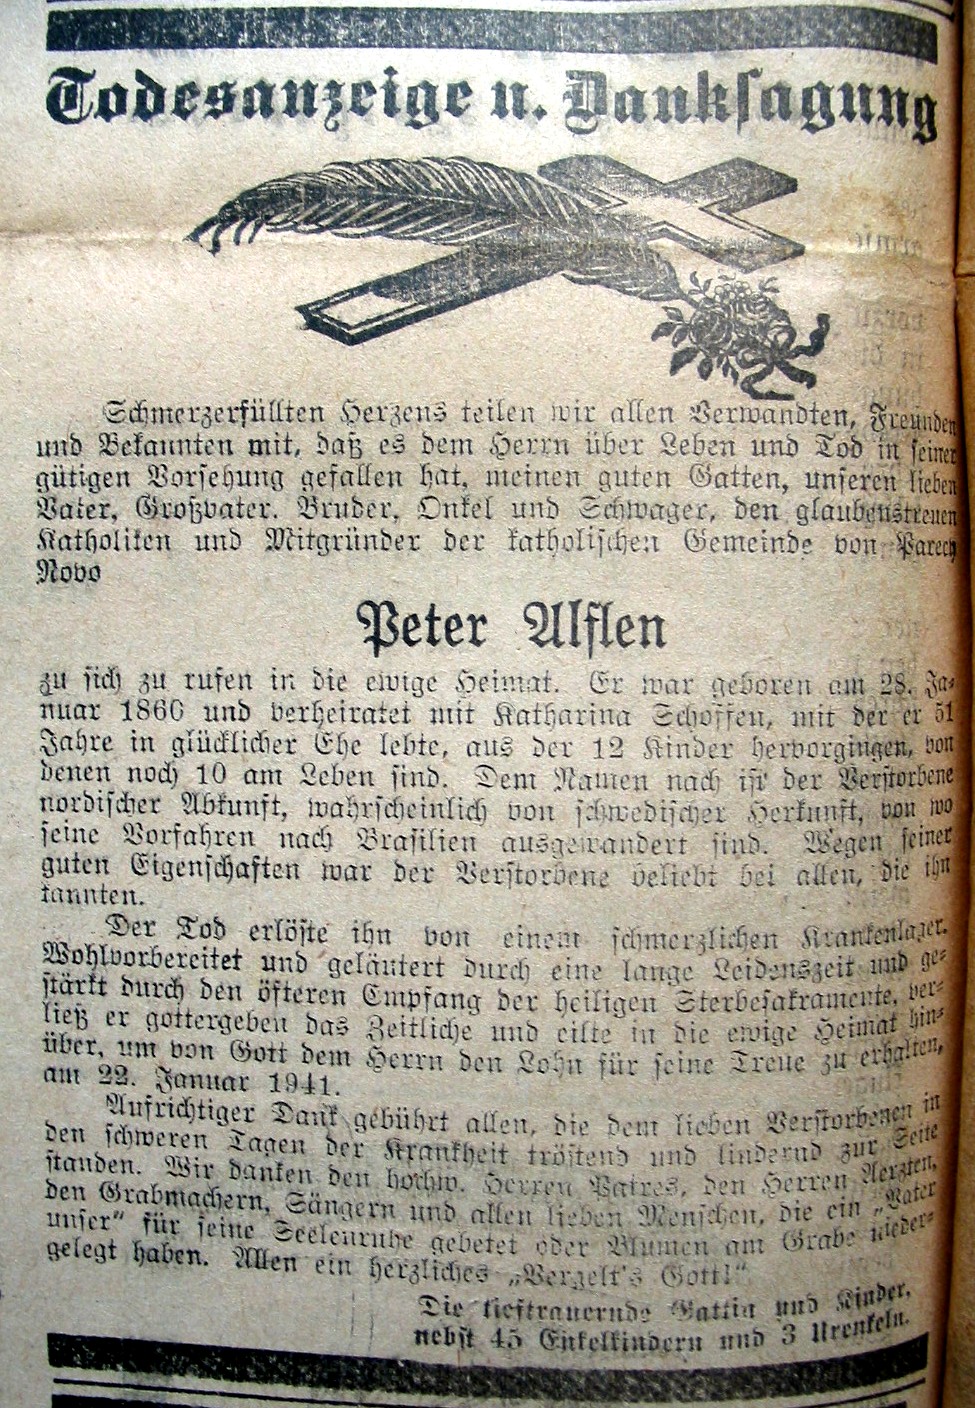 Todesanzeige u. Danksagung
Schmerzerfüllten Herzens teilen wir allen Verwandten, Freunden
und Bekannten mit, daß es dem Herrn über Leben und Tod in seiner
gütigen Vorsehung gefallen hat, meinen guten Gatten, unseren lieben
Vater, Großvater, Bruder, Onkel und Schwager, den glaubenstreuen
Katholiken und Mitgründer der katholischen Gemeinde von Parecy
Novo
Peter Alflen
zu sich zu rufen in die ewige Heimat. Er war geboren am 28. Ja-
nuar 1860 und verheiratet mit Katharina Schoffen, mit der er 51
Jahre in glücklicher Ehe lebte, aus der 12 Kinder hervorgingen, von
denen noch 10 am Leben sind. Dem Namen nach ist der Verstorbene
nordischer Abkunft, wahrscheinlich von schwedischer Herkunft, von wo
seine Vorfahren nach Brasilien ausgewandert sind. Wegen seiner
guten Eigenschaften war der Verstorbene beliebt bei allen, die ihn
kannten.
Der Tod erlöste ihn von einem schmerzlichen Krankenlager.
Wohlvorbereitet und geläutert durch eine lange Leidenszeit und ge-
stärkt durch den öfteren Empfang der heiligen Sterbesakramente, ver-
ließ er gottergeben das Zeitliche und eilte in die ewige Heimat hin-
über, um von Gott dem Herrn den Lohn für seine Treue zu erhalten,
am 22. Januar 1941.
Aufrichtiger Dank gebührt allen, die dem lieben Verstorbenen in
den schweren Tagen der Krankheit tröstend und lindernd zur Seite
standen. Wir danken den hochw. Herren Patres, den Herren Aerzten,
den Grabmachern, Sängern und allen lieben Menschen, die ein „Vater
unser“ für seine Seelenruhe gebetet oder Blumen am Grabe nieder-
gelegt haben. Allen ein herzliches „Vergelt's Gott!“
Die tieftrauernde Gattin und Kinder,
nebst 45 Enkelkindern und 3 Urenkeln.